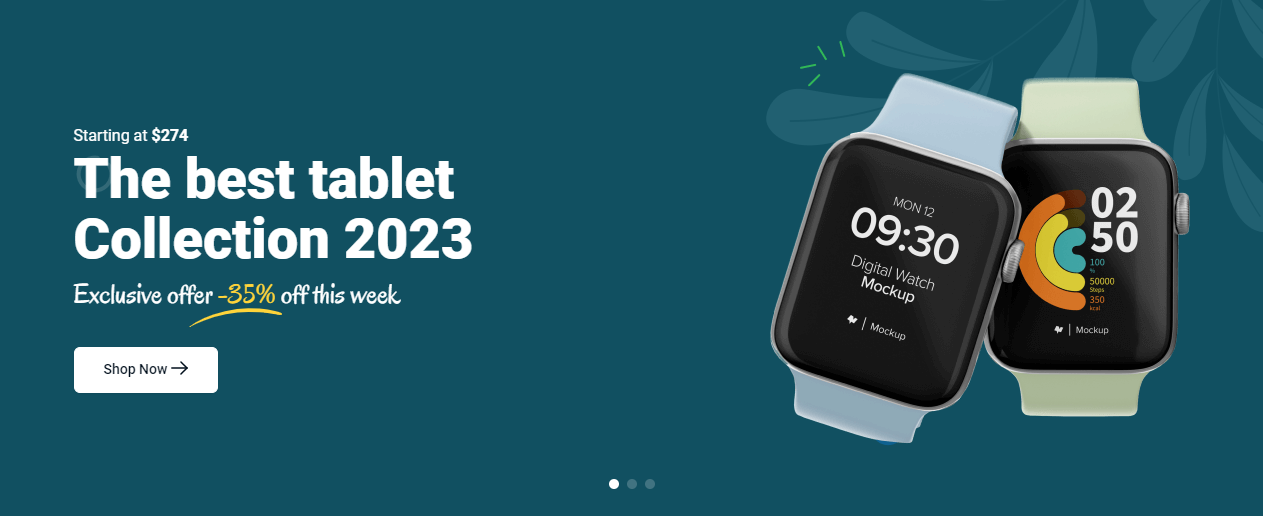 Starting at $274
The best tablet
Collection 2023
Exclusive offer -35% off this week
Shop Now
MON 12
09:30
Digital Watch
Mockup
Mockup
02
50
100
%
50000
Steps
350
kcal
Mockup